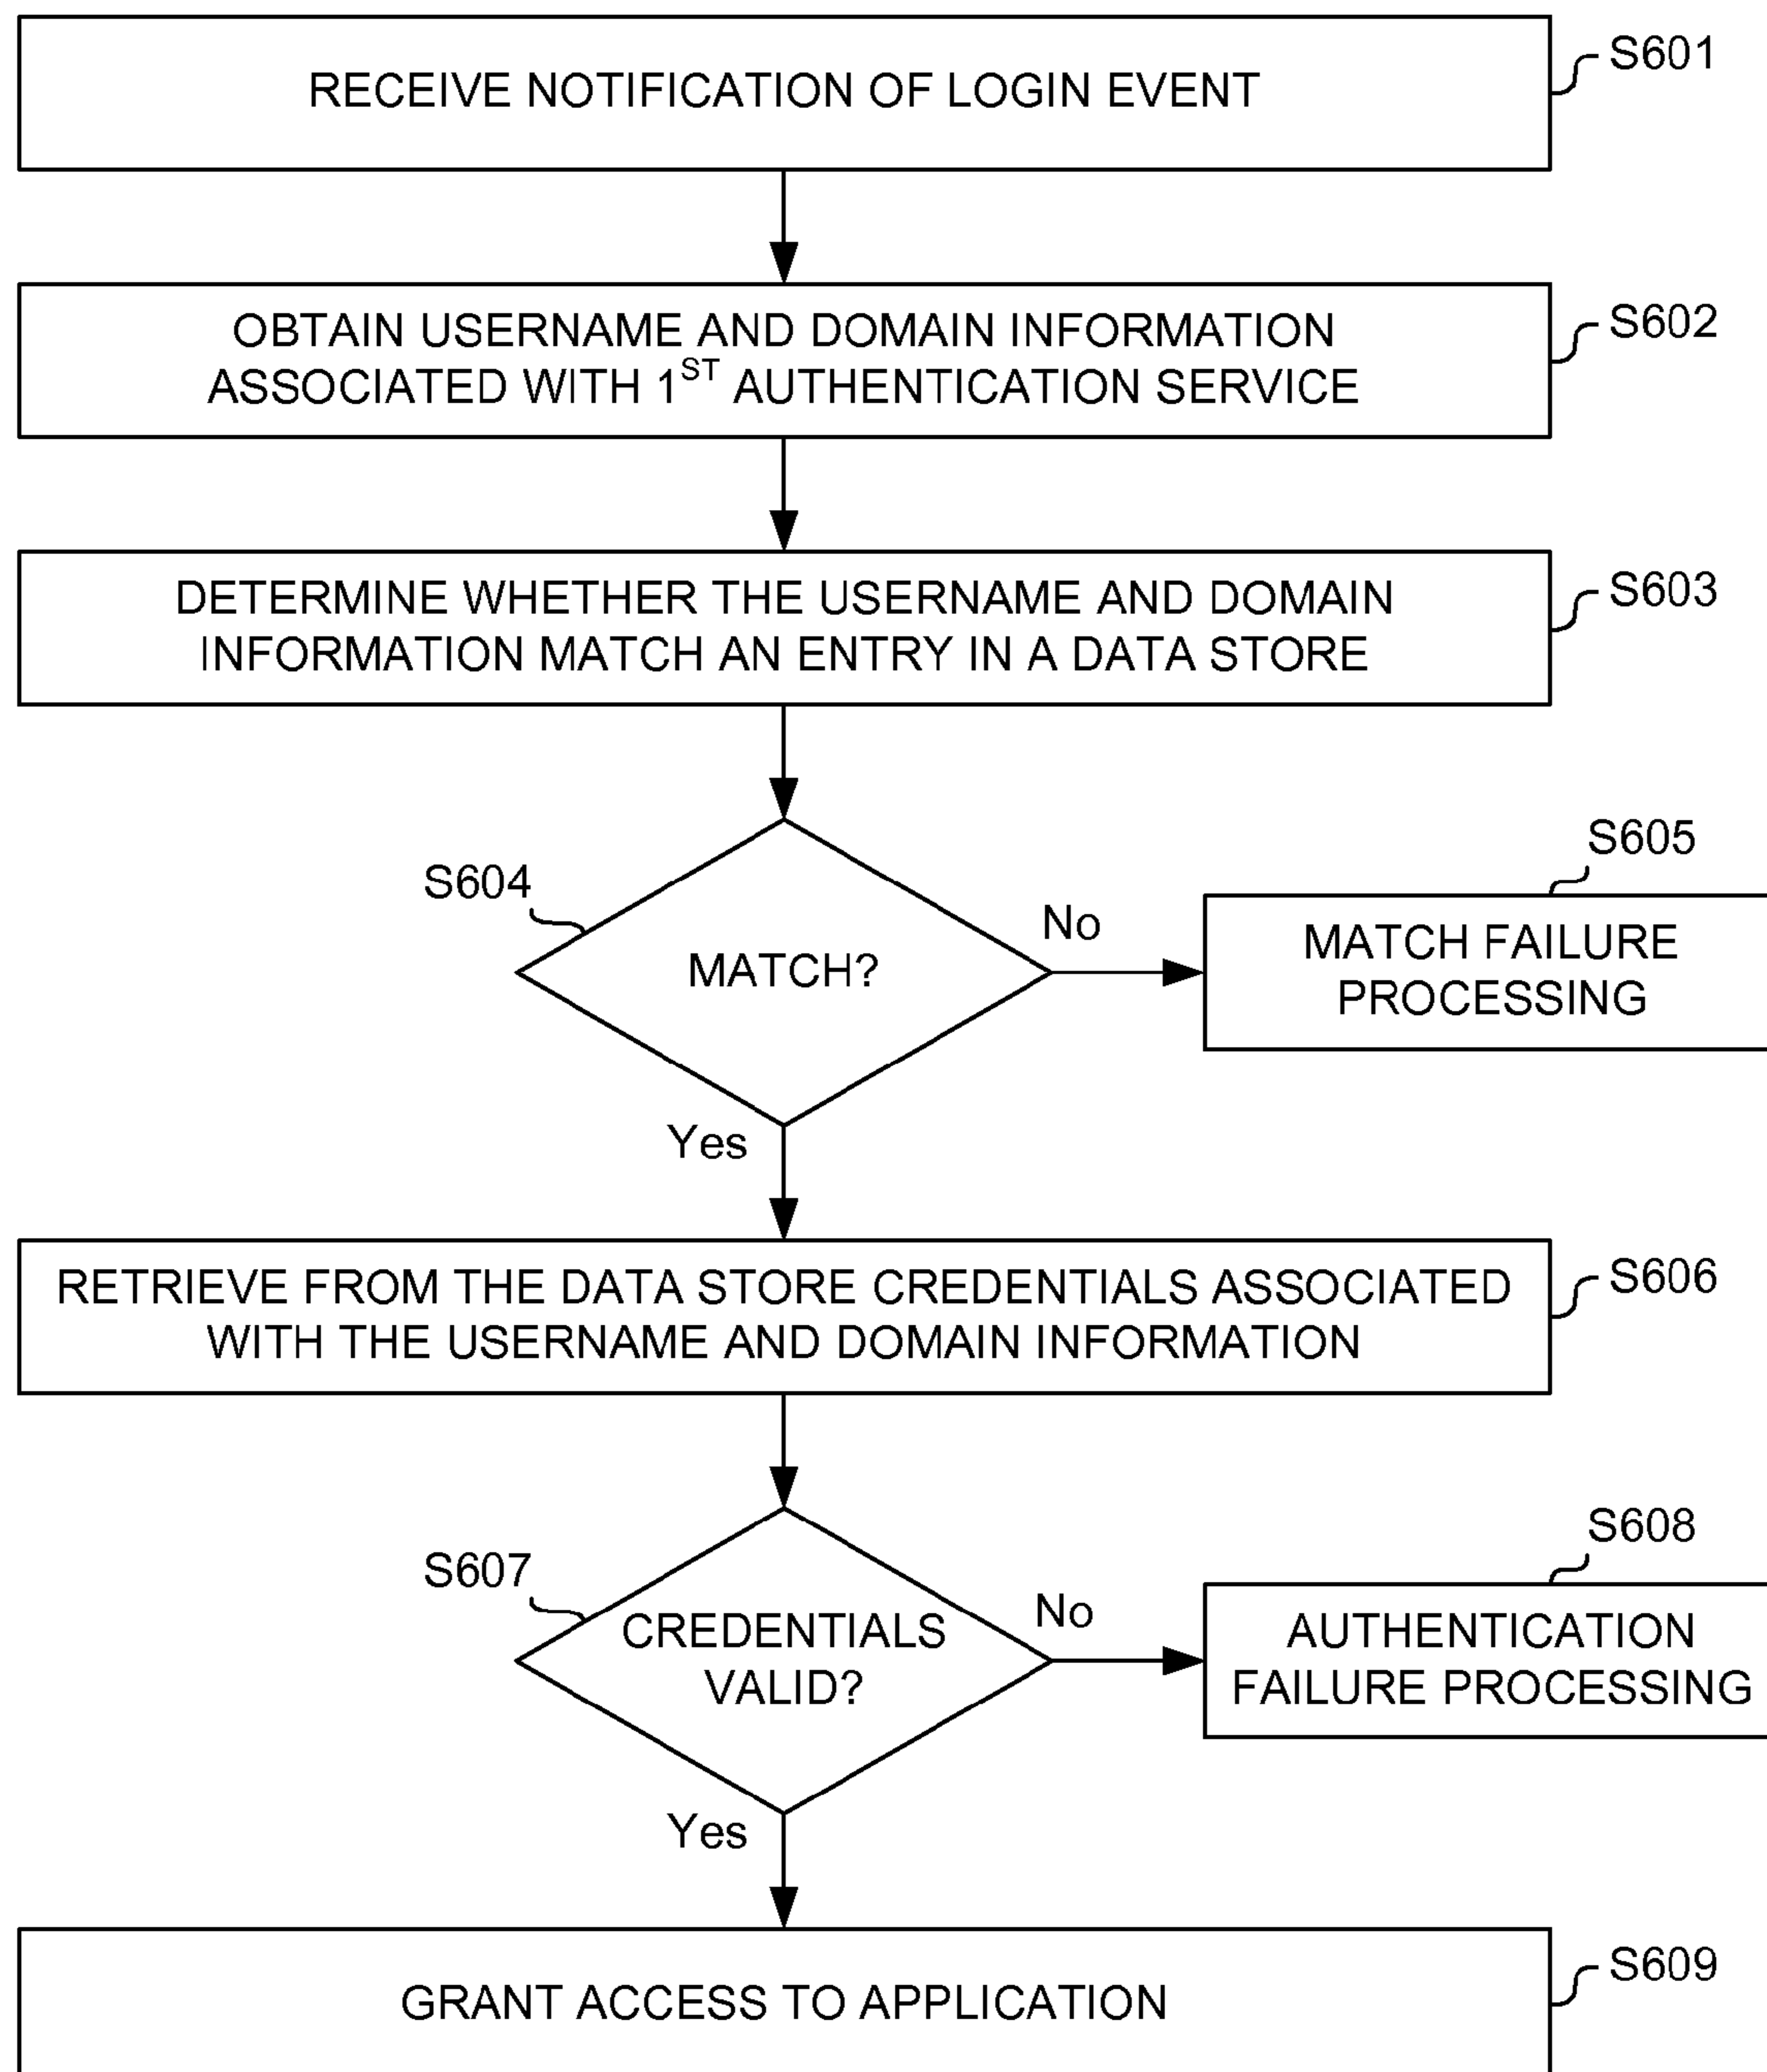 RECEIVE NOTIFICATION OF LOGIN EVENT
S601
OBTAIN USERNAME AND DOMAIN INFORMATION
ASSOCIATED WITH 1ST AUTHENTICATION SERVICE
S602
DETERMINE WHETHER THE USERNAME AND DOMAIN
INFORMATION MATCH AN ENTRY IN A DATA STORE
S603
S604
MATCH?
No
S605
MATCH FAILURE
PROCESSING
Yes
RETRIEVE FROM THE DATA STORE CREDENTIALS ASSOCIATED
WITH THE USERNAME AND DOMAIN INFORMATION
S606
S607
CREDENTIALS
VALID?
No
S608
AUTHENTICATION
FAILURE PROCESSING
Yes
GRANT ACCESS TO APPLICATION
S609